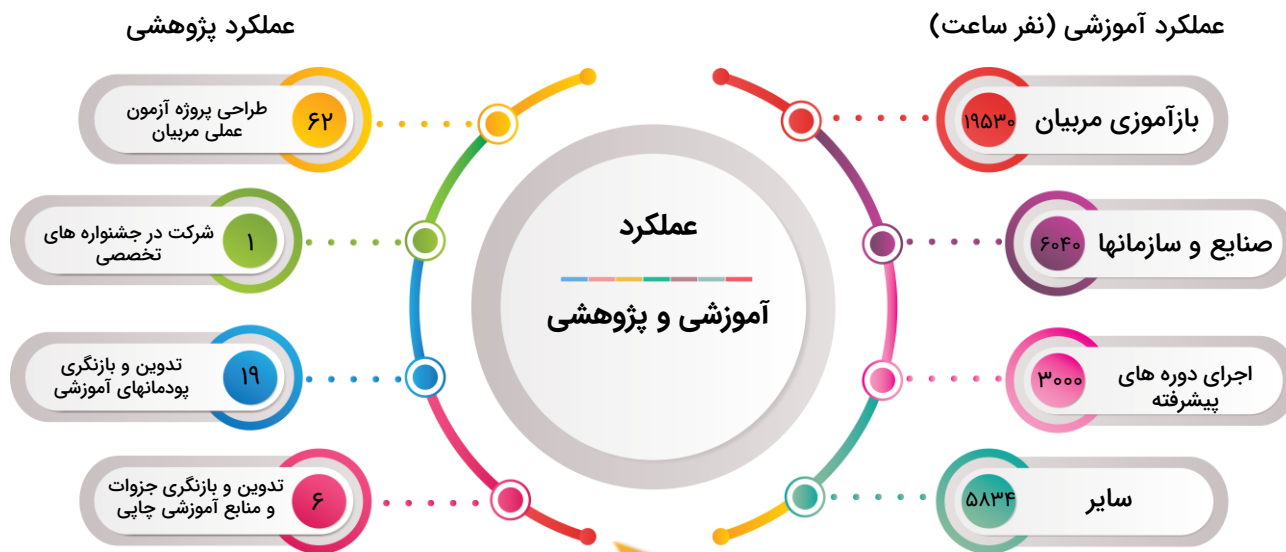 عملکرد آموزشی (نفر ساعت)
۱۹۵۳۰
بازآموزی مربیان
۶۰۴۰
صنایع و سازمانها
۳۰۰۰
اجرای دوره های
پیشرفته
۵۸۳۴
سایر
عملکرد
آموزشی و پژوهشی
عملکرد پژوهشی
۶۲
طراحی پروژه آزمون
عملی مربیان
۱
شرکت در جشنواره های
تخصصی
۱۹
تدوین و بازنگری
پودمانهای آموزشی
۶
تدوین و بازنگری جزوات
و منابع آموزشی چاپی